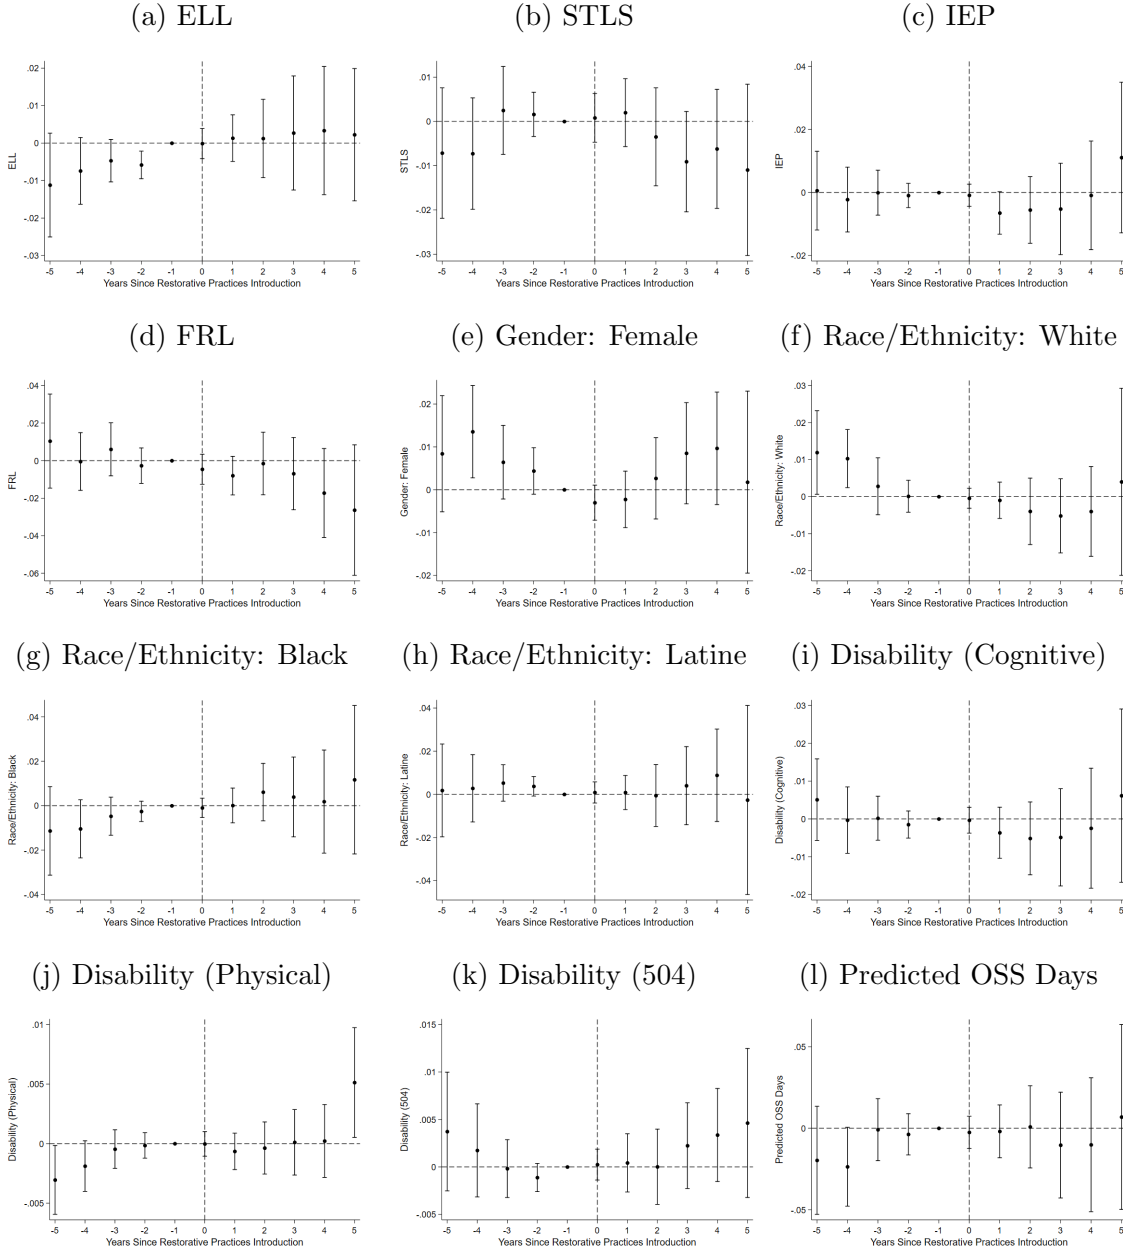 (a) ELL
(b) STLS
(c) IEP
ELL
.02
.01
0
-.01
-.02
-.03
-5 -4 -3 -2 -1 0 1 2 3 4 5
Years Since Restorative Practices Introduction
STLS
.01
0
-.01
-.02
-.03
-5 -4 -3 -2 -1 0 1 2 3 4 5
Years Since Restorative Practices Introduction
IEP
.04
.02
0
-.02
-5 -4 -3 -2 -1 0 1 2 3 4 5
Years Since Restorative Practices Introduction
(d) FRL
(e) Gender: Female
(f) Race/Ethnicity: White
FRL
.04
.02
0
-.02
-.04
-.06
-5 -4 -3 -2 -1 0 1 2 3 4 5
Years Since Restorative Practices Introduction
Gender: Female
.02
.01
0
-.01
-.02
-5 -4 -3 -2 -1 0 1 2 3 4 5
Years Since Restorative Practices Introduction
Race/Ethnicity: White
.03
.02
.01
0
-.01
-.02
-5 -4 -3 -2 -1 0 1 2 3 4 5
Years Since Restorative Practices Introduction
(g) Race/Ethnicity: Black
(h) Race/Ethnicity: Latine
(i) Disability (Cognitive)
Race/Ethnicity: Black
.04
.02
0
-.02
-.04
-5 -4 -3 -2 -1 0 1 2 3 4 5
Years Since Restorative Practices Introduction
Race/Ethnicity: Latine
.04
.02
0
-.02
-.04
-5 -4 -3 -2 -1 0 1 2 3 4 5
Years Since Restorative Practices Introduction
Disability (Cognitive)
.03
.02
.01
0
-.01
-.02
-5 -4 -3 -2 -1 0 1 2 3 4 5
Years Since Restorative Practices Introduction
(j) Disability (Physical)
(k) Disability (504)
(l) Predicted OSS Days
Disability (Physical)
.01
.005
0
-.005
-5 -4 -3 -2 -1 0 1 2 3 4 5
Years Since Restorative Practices Introduction
Disability (504)
.015
.01
.005
0
-.005
-5 -4 -3 -2 -1 0 1 2 3 4 5
Years Since Restorative Practices Introduction
Predicted OSS Days
.05
0
-.05
-5 -4 -3 -2 -1 0 1 2 3 4 5
Years Since Restorative Practices Introduction